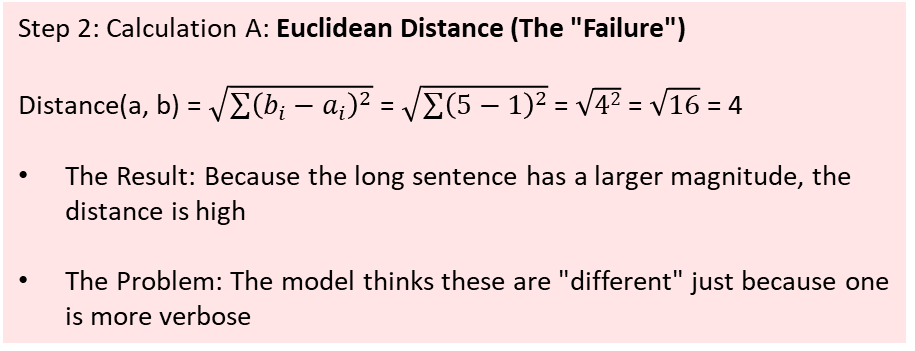 Step 2: Calculation A: Euclidean Distance (The "Failure")
Distance(a, b) = √∑(bᵢ − aᵢ)² = √∑(5 − 1)² = √4² = √16 = 4
• The Result: Because the long sentence has a larger magnitude, the
distance is high
• The Problem: The model thinks these are "different" just because one
is more verbose